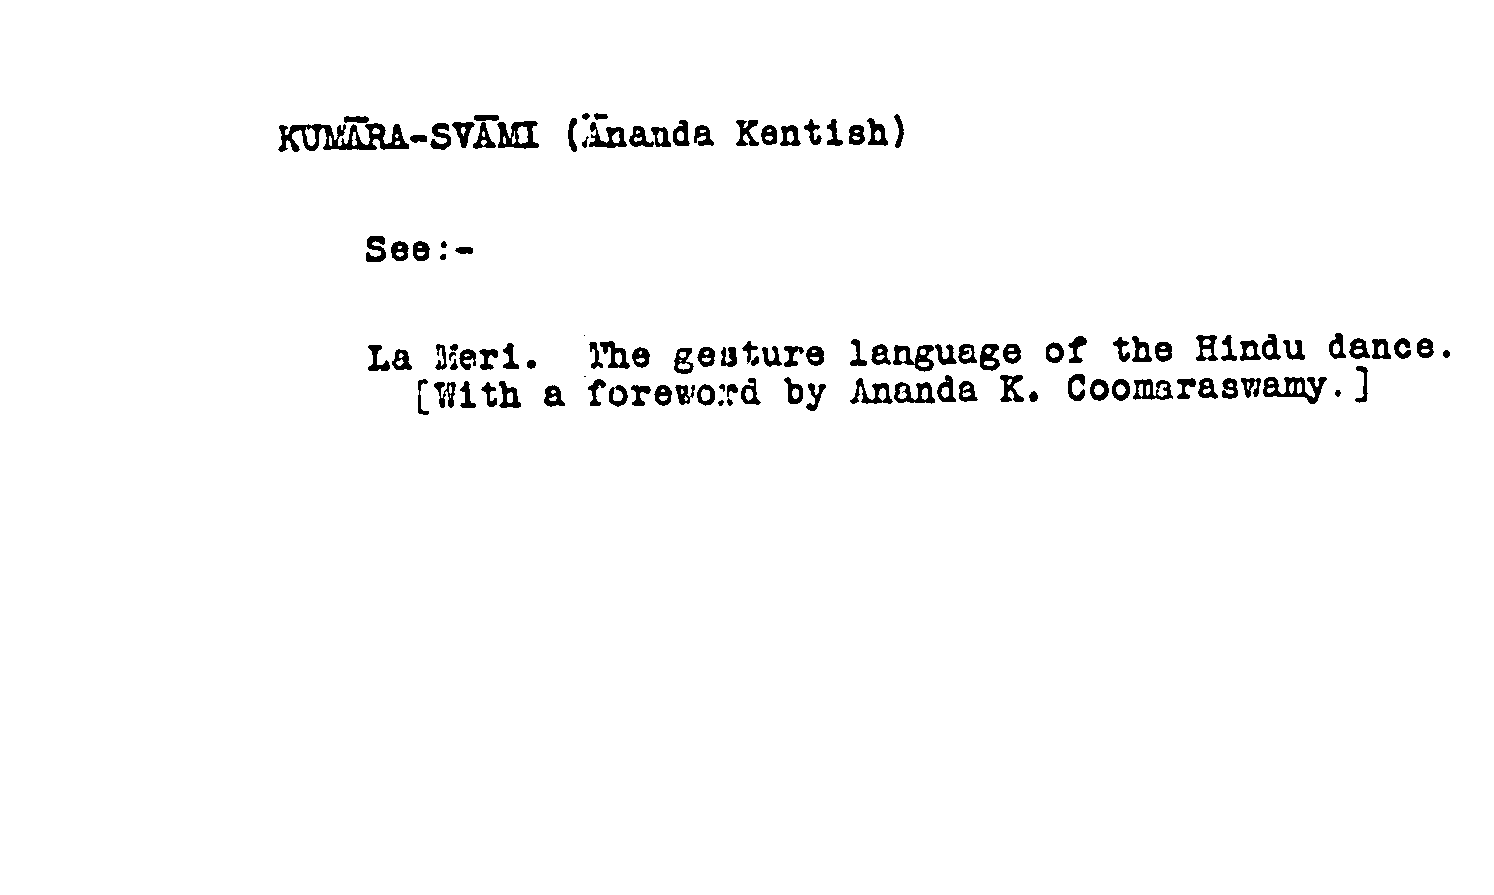 KUMĀRA-SVĀMI (Ānanda Kentish)
See:-
La Meri. The gesture language of the Hindu dance.
[With a foreword by Ananda K. Coomaraswamy.]